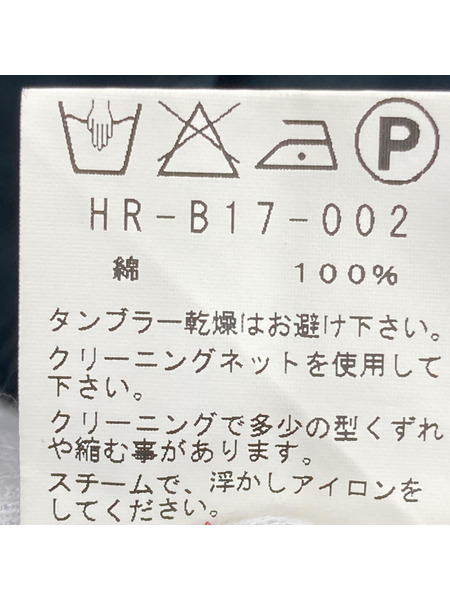 P
HR-B17-002
綿 100%
タンブラー乾燥はお避け下さい。
クリーニングネットを使用して
下さい。
クリーニングで多少の型くずれ
や縮む事があります。
スチームで、浮かしアイロンを
してください。